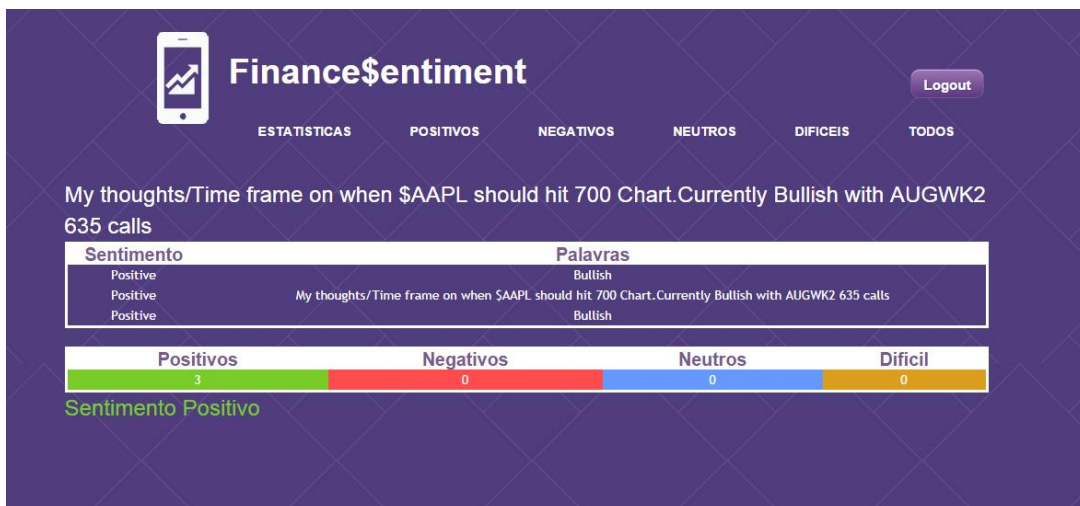 Finance$entiment
Logout
ESTATISTICAS POSITIVOS NEGATIVOS NEUTROS DIFICEIS TODOS
My thoughts/Time frame on when $AAPL should hit 700 Chart.Currently Bullish with AUGWK2
635 calls
Sentimento Palavras
Positive Bullish
Positive My thoughts/Time frame on when $AAPL should hit 700 Chart.Currently Bullish with AUGWK2 635 calls
Positive Bullish
Positivos Negativos Neutros Dificil
3 0 0 0
Sentimento Positivo